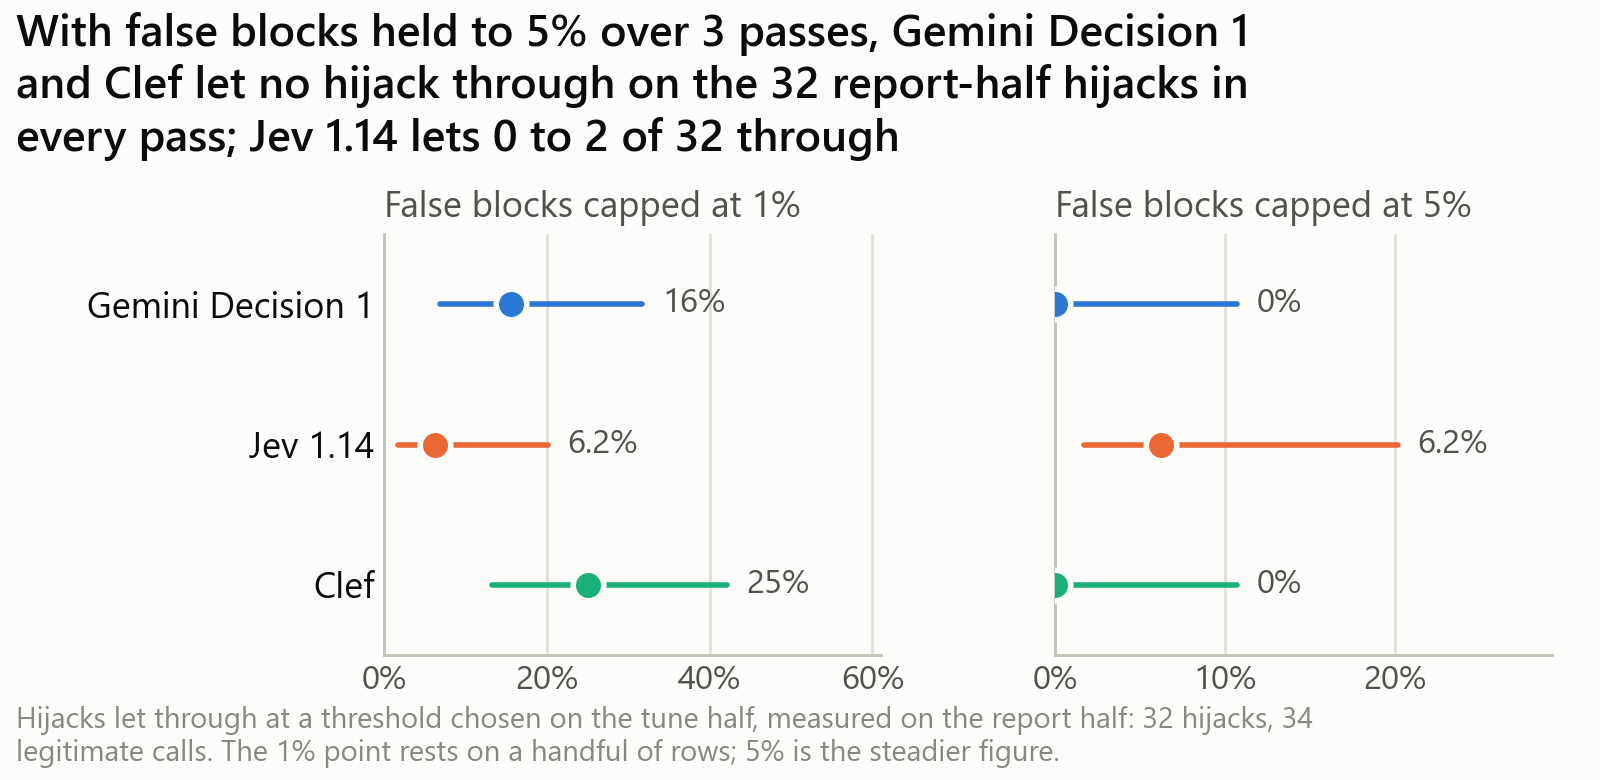 With false blocks held to 5% over 3 passes, Gemini Decision 1
and Clef let no hijack through on the 32 report-half hijacks in
every pass; Jev 1.14 lets 0 to 2 of 32 through
False blocks capped at 1%
False blocks capped at 5%
Gemini Decision 1
16%
0%
Jev 1.14
6.2%
6.2%
Clef
25%
0%
0% 20% 40% 60%
0% 10% 20%
Hijacks let through at a threshold chosen on the tune half, measured on the report half: 32 hijacks, 34
legitimate calls. The 1% point rests on a handful of rows; 5% is the steadier figure.